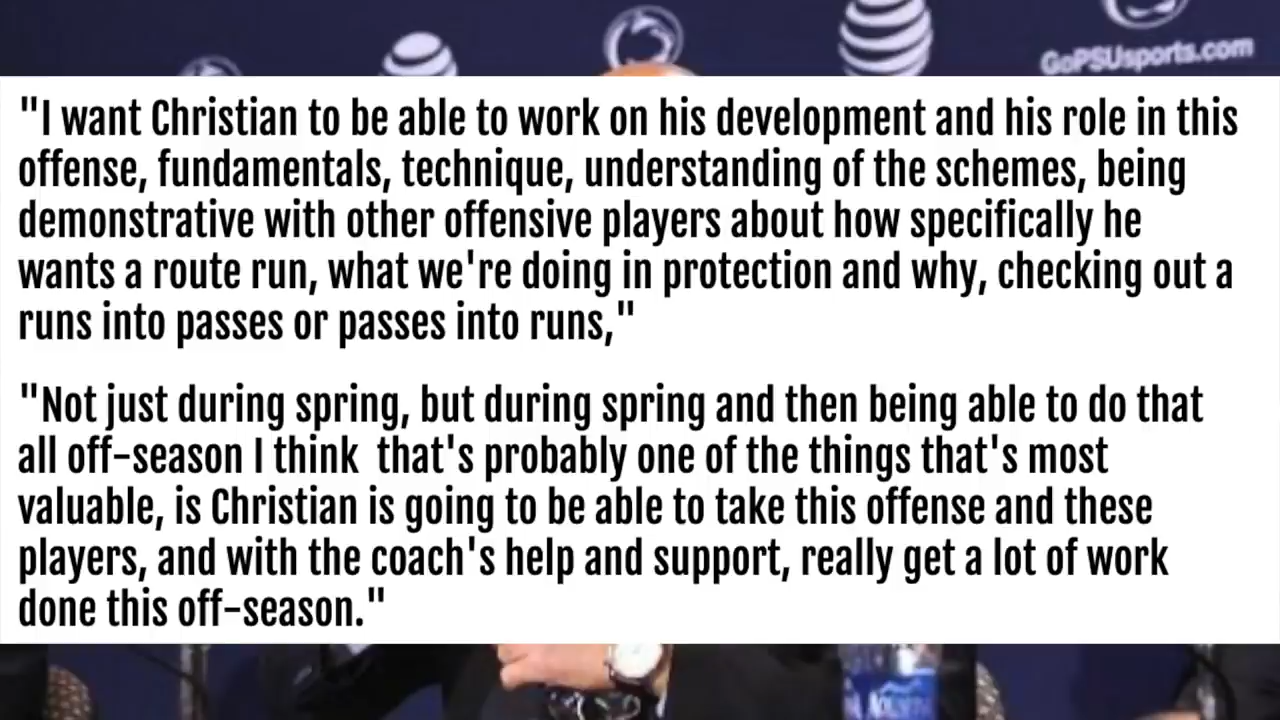 GoPSUsports.com
"I want Christian to be able to work on his development and his role in this
offense, fundamentals, technique, understanding of the schemes, being
demonstrative with other offensive players about how specifically he
wants a route run, what we're doing in protection and why, checking out a
runs into passes or passes into runs,"
"Not just during spring, but during spring and then being able to do that
all off-season I think  that's probably one of the things that's most
valuable, is Christian is going to be able to take this offense and these
players, and with the coach's help and support, really get a lot of work
done this off-season."